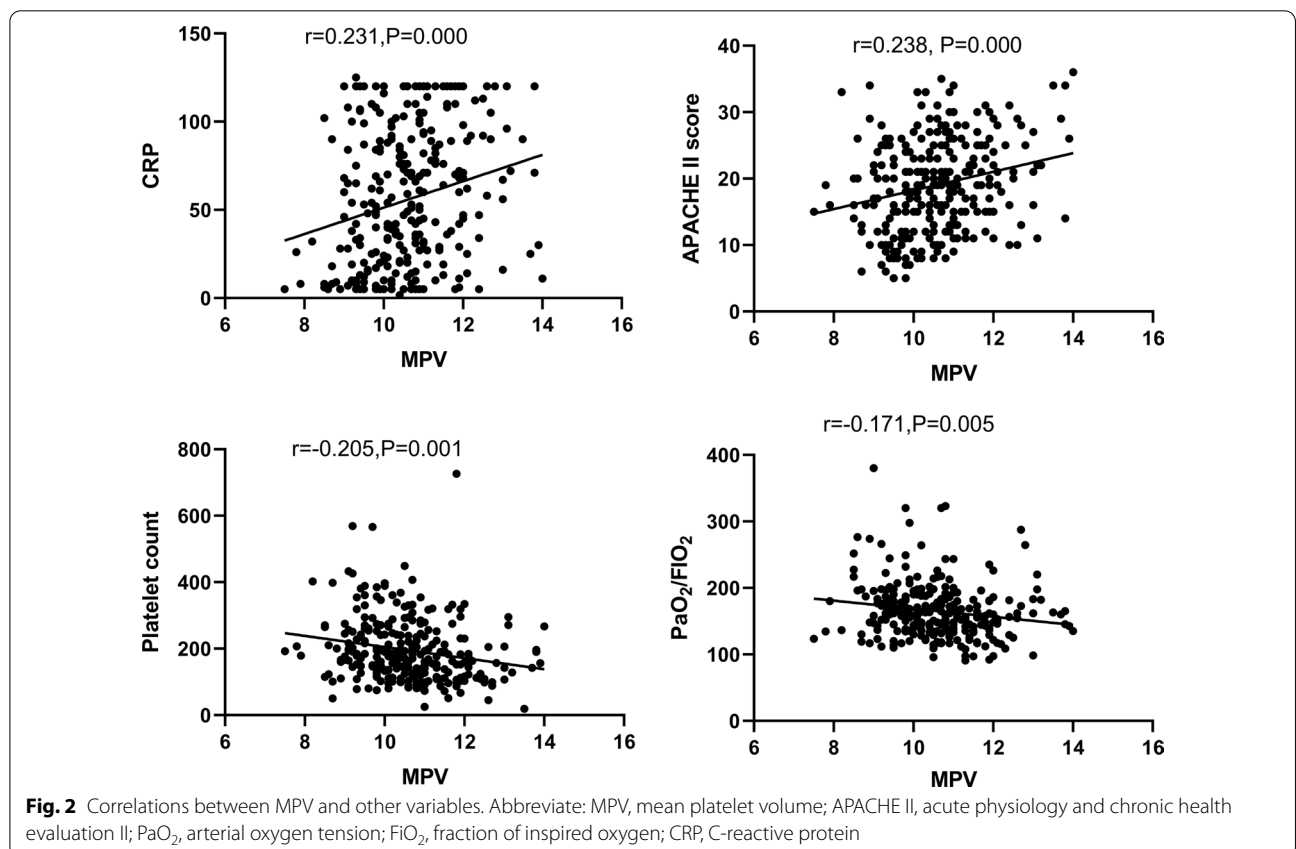 r=0.231,P=0.000
150
100
50
0
CRP
6 8 10 12 14 16
MPV
r=0.238, P=0.000
40
30
20
10
0
APACHE II score
6 8 10 12 14 16
MPV
r=-0.205,P=0.001
800
600
400
200
0
Platelet count
6 8 10 12 14 16
MPV
r=-0.171,P=0.005
400
300
200
100
0
PaO₂/FIO₂
6 8 10 12 14 16
MPV
Fig. 2 Correlations between MPV and other variables. Abbreviate: MPV, mean platelet volume; APACHE II, acute physiology and chronic health
evaluation II; PaO₂, arterial oxygen tension; FiO₂, fraction of inspired oxygen; CRP, C-reactive protein